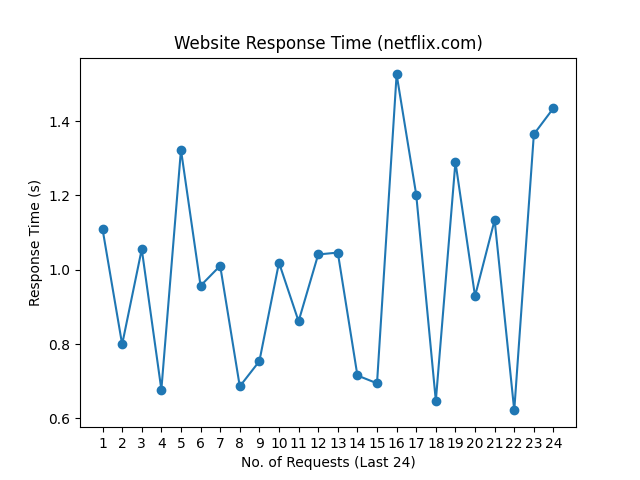 Website Response Time (netflix.com)
Response Time (s)
1.4
1.2
1.0
0.8
0.6
1 2 3 4 5 6 7 8 9 10 11 12 13 14 15 16 17 18 19 20 21 22 23 24
No. of Requests (Last 24)